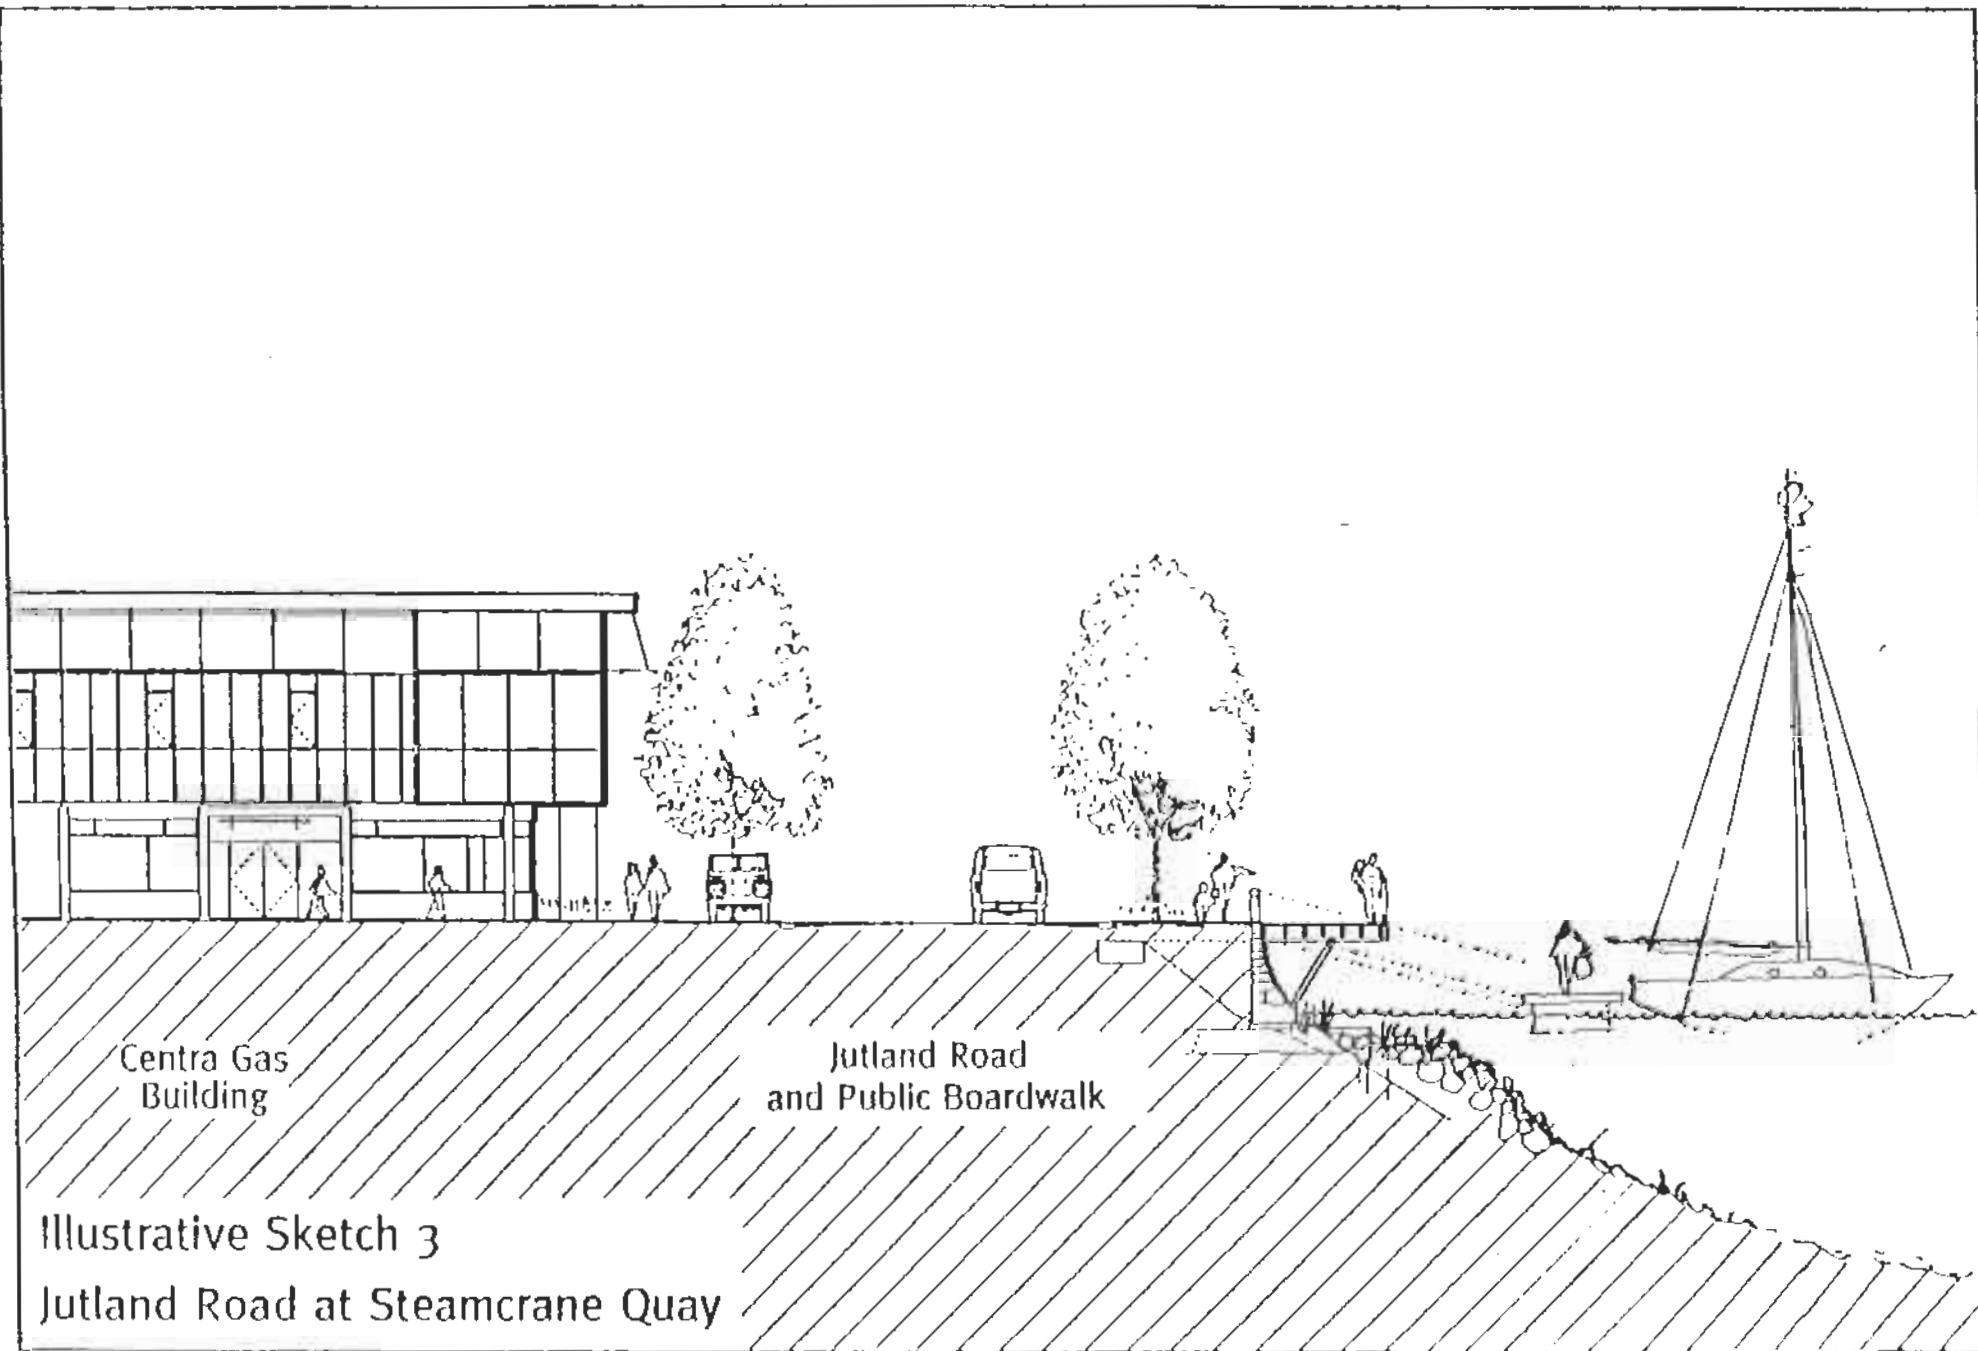 Centra Gas
Building
Jutland Road
and Public Boardwalk
Illustrative Sketch 3
Jutland Road at Steamcrane Quay